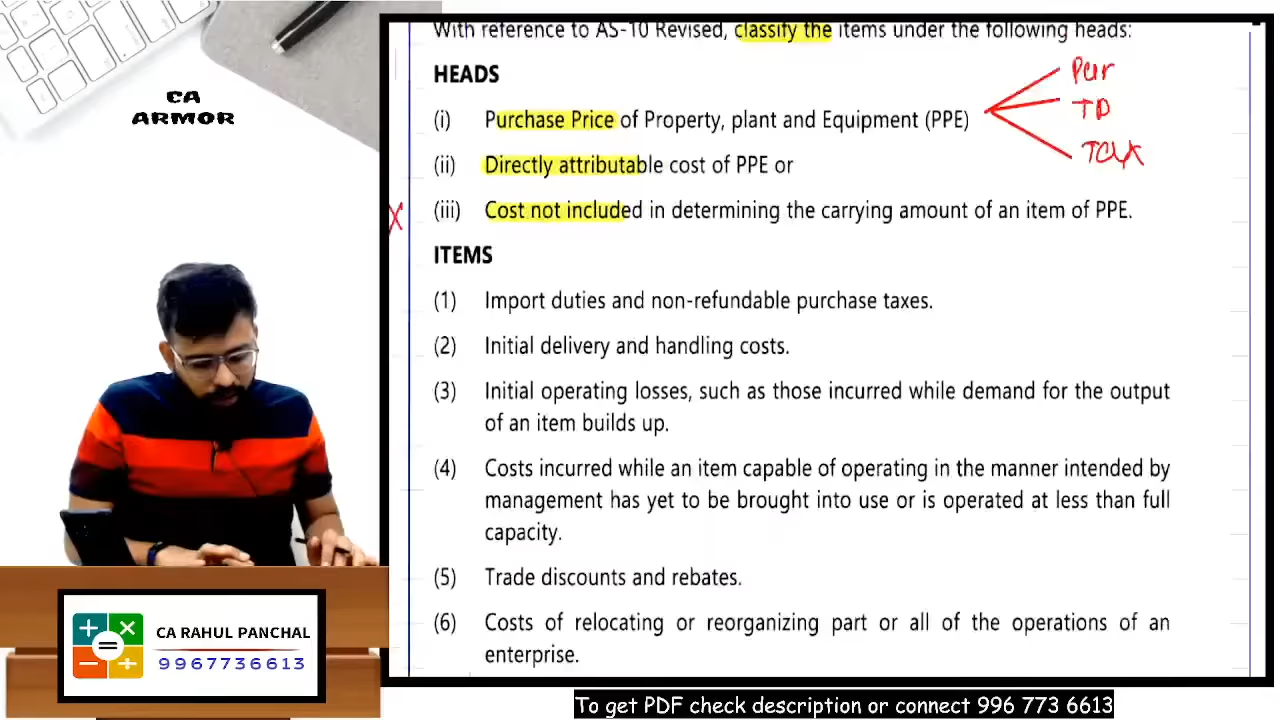 CA
ARMOR
With reference to AS-10 Revised, classify the items under the following heads:
HEADS
(i) Purchase Price of Property, plant and Equipment (PPE)
Pur
TD
Tax
(ii) Directly attributable cost of PPE or
X (iii) Cost not included in determining the carrying amount of an item of PPE.
ITEMS
(1) Import duties and non-refundable purchase taxes.
(2) Initial delivery and handling costs.
(3) Initial operating losses, such as those incurred while demand for the output
of an item builds up.
(4) Costs incurred while an item capable of operating in the manner intended by
management has yet to be brought into use or is operated at less than full
capacity.
(5) Trade discounts and rebates.
(6) Costs of relocating or reorganizing part or all of the operations of an
enterprise.
CA RAHUL PANCHAL
9967736613
To get PDF check description or connect 996 773 6613